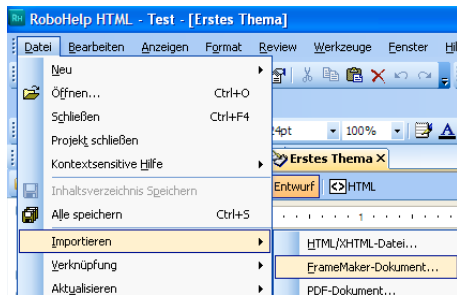 RH RoboHelp HTML - Test - [Erstes Thema]
Datei Bearbeiten Anzeigen Format Review Werkzeuge Fenster
Neu
Öffnen... Ctrl+O
Schließen Ctrl+F4
Projekt schließen
Kontextsensitive Hilfe
Inhaltsverzeichnis Speichern
Alle speichern Ctrl+S
Importieren
Verknüpfung
Aktualisieren
100%
Erstes Thema X
Entwurf HTML
1
HTML/XHTML-Datei...
FrameMaker-Dokument...
PDF-Dokument...